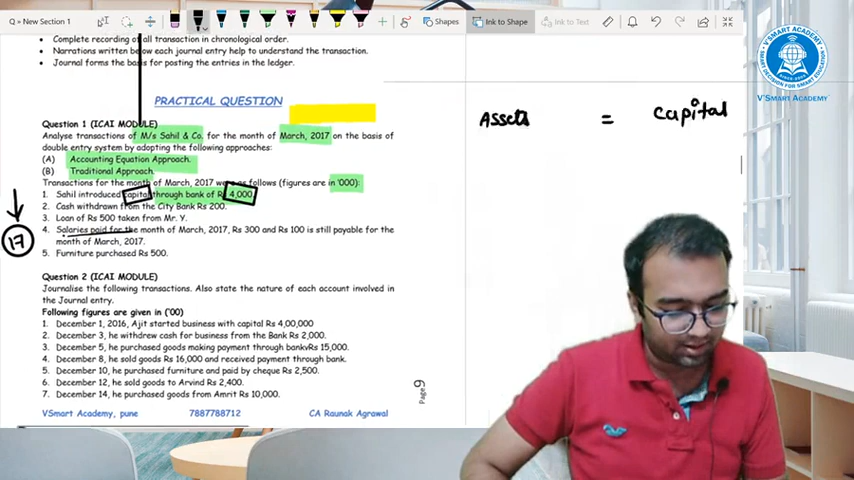 Q » New Section 1
Shapes
Ink to Shape
Ink to Text
• Complete recording of all transaction in chronological order.
• Narrations written below each journal entry help to understand the transaction.
• Journal forms the basis for posting the entries in the ledger.
PRACTICAL QUESTION
Question 1 (ICAI MODULE)
Analyse transactions of M/s Sahil & Co. for the month of March, 2017 on the basis of
double entry system by adopting the following approaches:
(A) Accounting Equation Approach.
(B) Traditional Approach.
Transactions for the month of March, 2017 were as follows (figures are in '000):
1. Sahil introduced capital through bank of R 4,000.
2. Cash withdrawn from the City Bank Rs 200.
3. Loan of Rs 500 taken from Mr. Y.
4. Salaries paid for the month of March, 2017, Rs 300 and Rs 100 is still payable for the
month of March, 2017.
5. Furniture purchased Rs 500.
17
Question 2 (ICAI MODULE)
Journalise the following transactions. Also state the nature of each account involved in
the Journal entry.
Following figures are given in ('00)
1. December 1, 2016, Ajit started business with capital Rs 4,00,000
2. December 3, he withdrew cash for business from the Bank Rs 2,000.
3. December 5, he purchased goods making payment through bankvRs 15,000.
4. December 8, he sold goods Rs 16,000 and received payment through bank.
5. December 10, he purchased furniture and paid by cheque Rs 2,500.
6. December 12, he sold goods to Arvind Rs 2,400.
7. December 14, he purchased goods from Amrit Rs 10,000.
VSmart Academy, pune 7887788712 CA Raunak Agrawal
Page 9
Assets = capital
V'SMART ACADEMY
SMART DECISION FOR SMART EDUCATION
V'Smart Academy